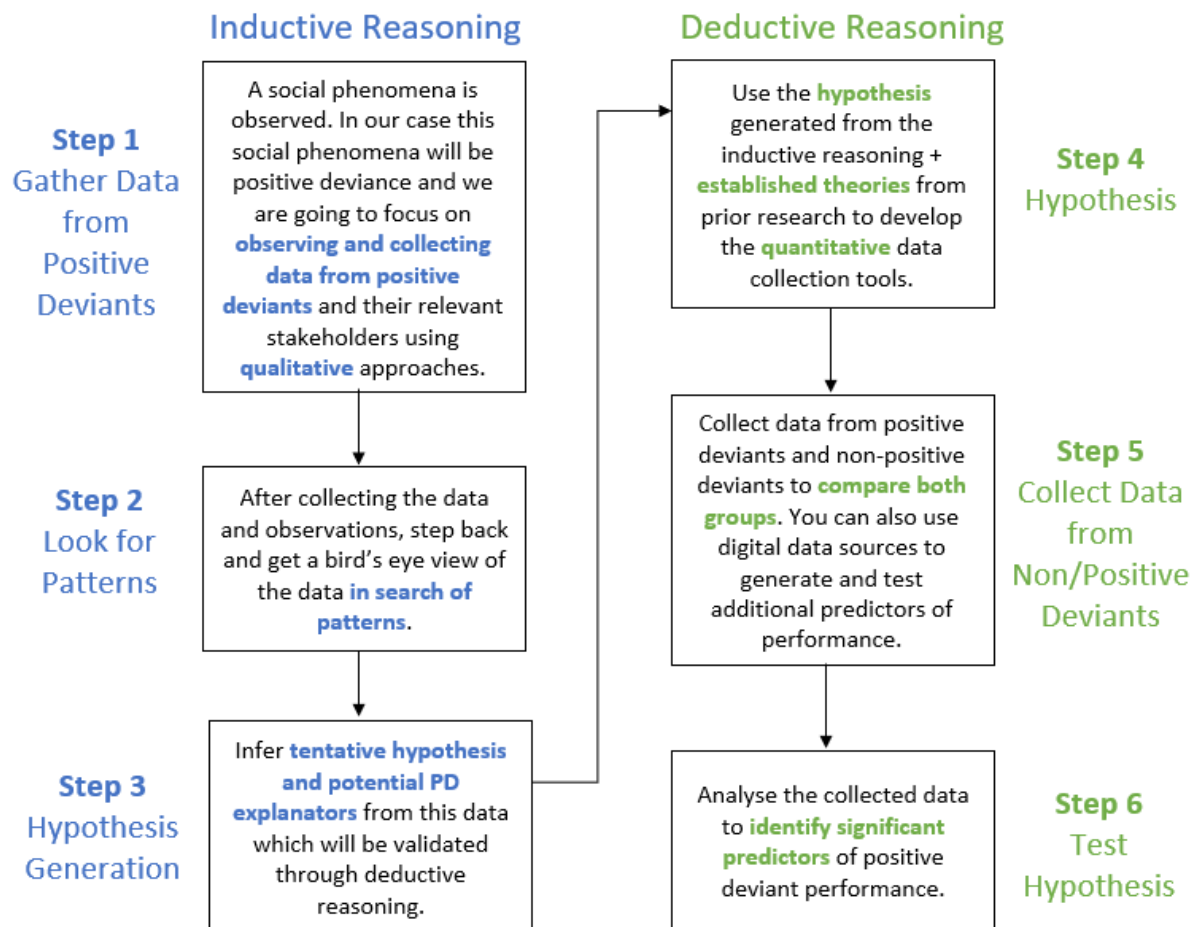 Inductive Reasoning
Step 1
Gather Data
from
Positive
Deviants
A social phenomena is
observed. In our case this
social phenomena will be
positive deviance and we
are going to focus on
observing and collecting
data from positive
deviants and their relevant
stakeholders using
qualitative approaches.
Step 2
Look for
Patterns
After collecting the data
and observations, step back
and get a bird's eye view of
the data in search of
patterns.
Step 3
Hypothesis
Generation
Infer tentative hypothesis
and potential PD
explanators from this data
which will be validated
through deductive
reasoning.
Deductive Reasoning
Use the hypothesis
generated from the
inductive reasoning +
established theories from
prior research to develop
the quantitative data
collection tools.
Step 4
Hypothesis
Collect data from positive
deviants and non-positive
deviants to compare both
groups. You can also use
digital data sources to
generate and test
additional predictors of
performance.
Step 5
Collect Data
from
Non/Positive
Deviants
Analyse the collected data
to identify significant
predictors of positive
deviant performance.
Step 6
Test
Hypothesis